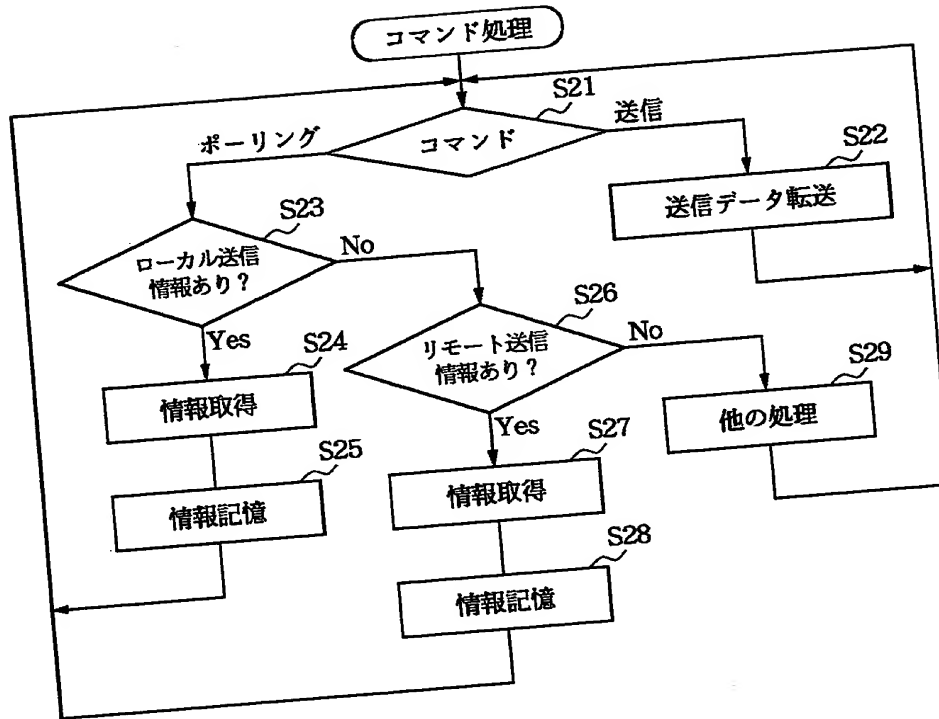 コマンド処理
S21
コマンド
ポーリング
送信
S22
送信データ転送
S23
ローカル送信
情報あり?
No
Yes
S24
情報取得
S25
情報記憶
S26
リモート送信
情報あり?
No
Yes
S27
情報取得
S28
情報記憶
S29
他の処理